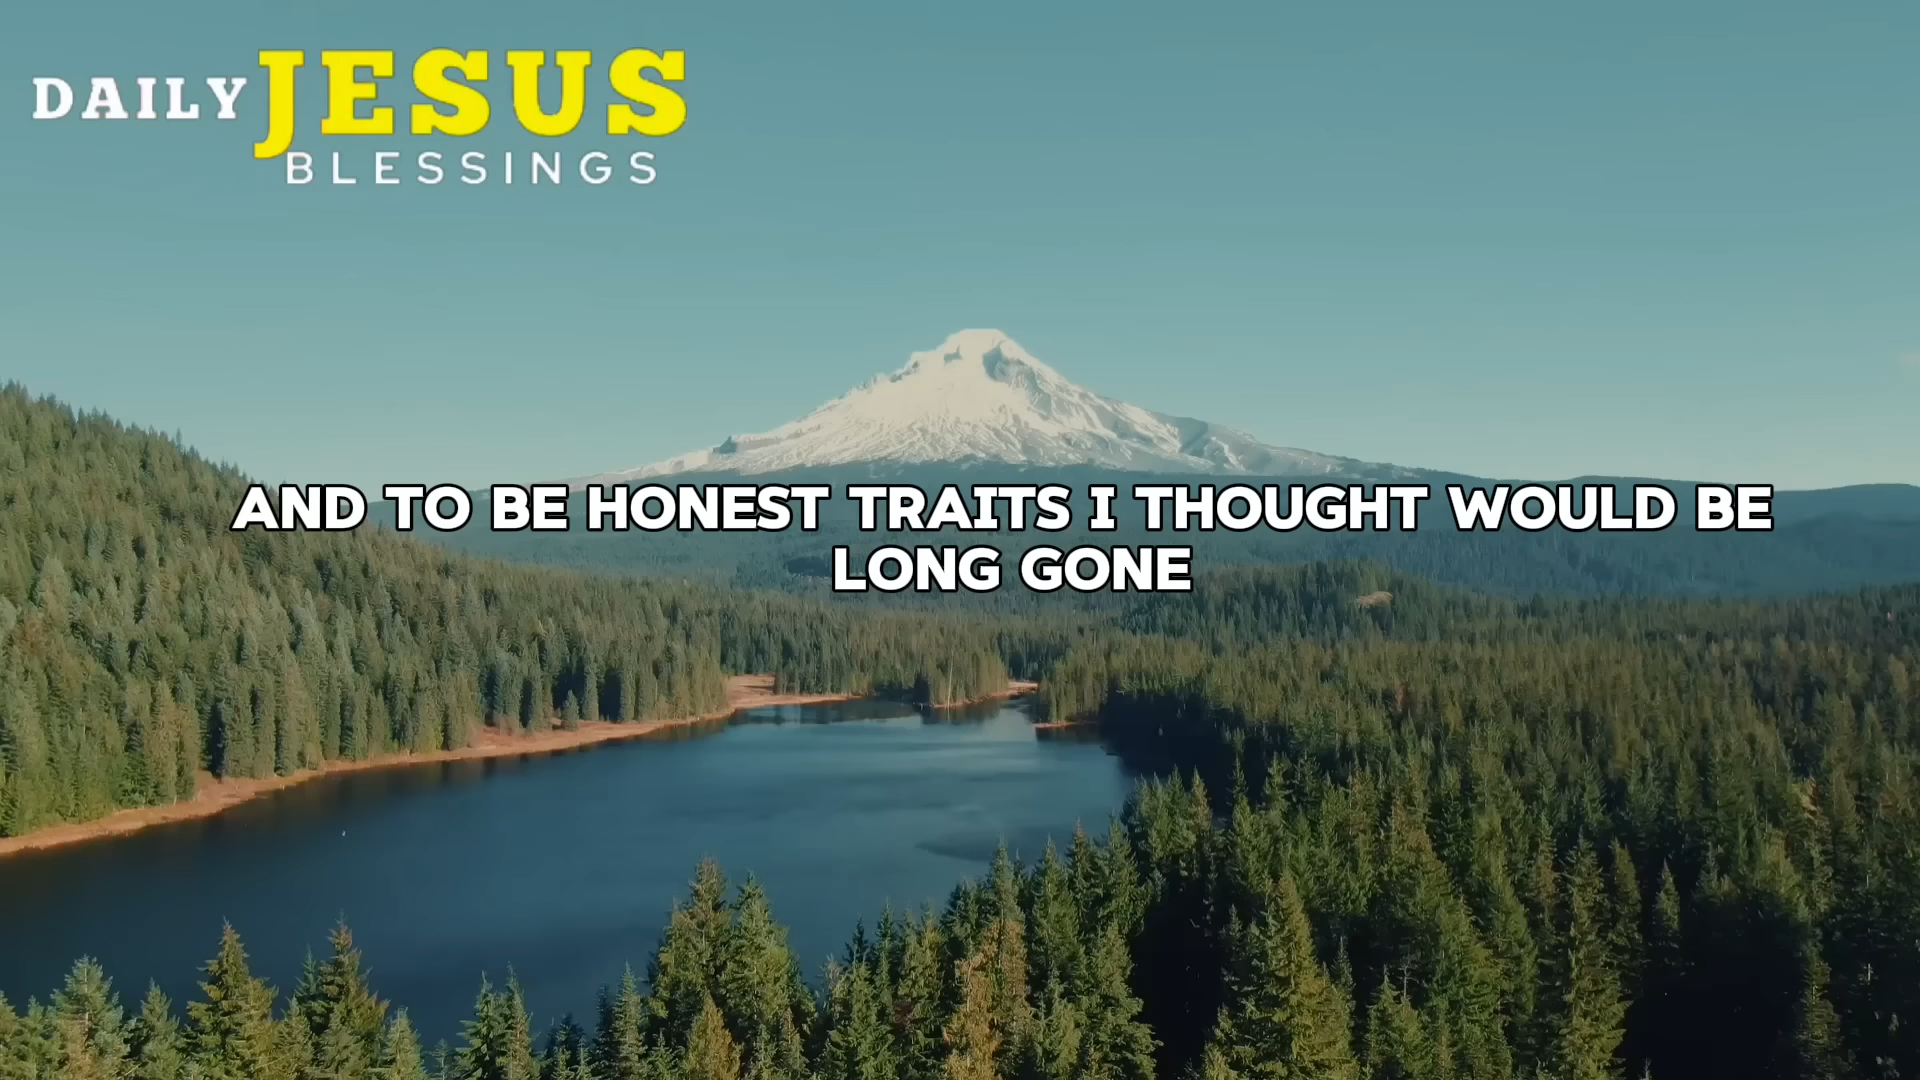 DAILY JESUS
BLESSINGS
AND TO BE HONEST TRAITS I THOUGHT WOULD BE
LONG GONE